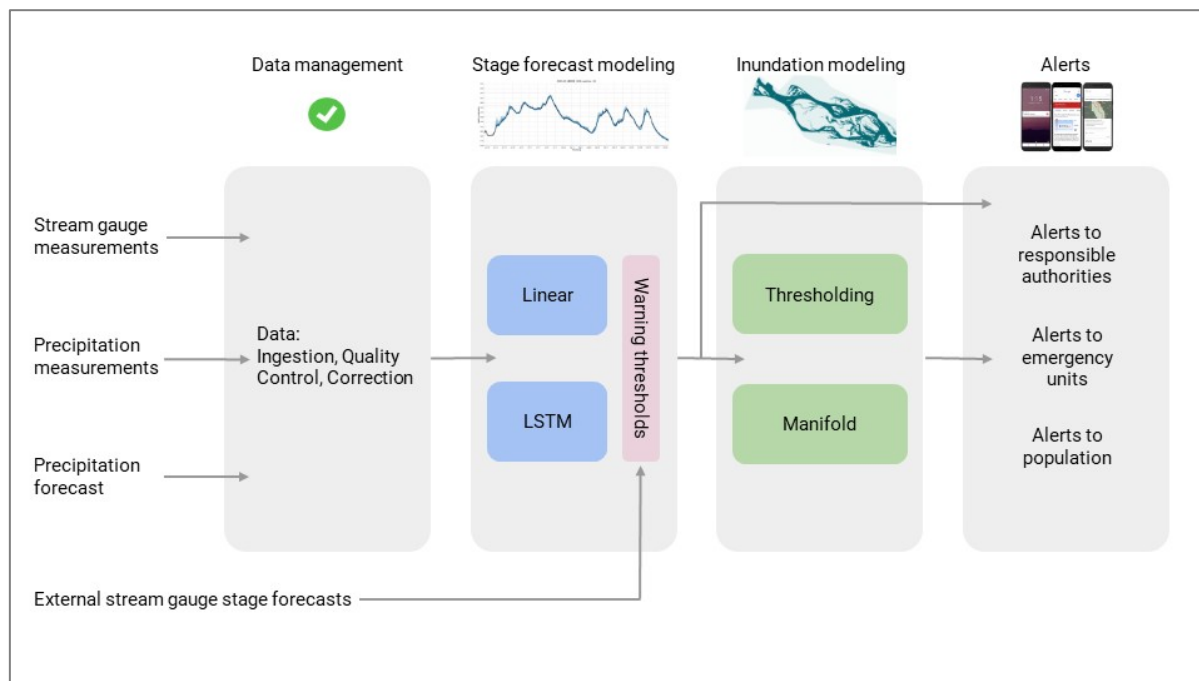 Data management
Stage forecast modeling
Inundation modeling
Alerts
Stream gauge
measurements
Precipitation
measurements
Precipitation
forecast
Data:
Ingestion, Quality
Control, Correction
Linear
LSTM
Warning thresholds
Thresholding
Manifold
Alerts to
responsible
authorities
Alerts to
emergency
units
Alerts to
population
External stream gauge stage forecasts